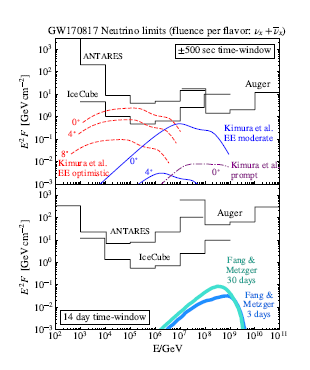 GW170817 Neutrino limits (fluence per flavor: νₓ + ν̅ₓ)
±500 sec time-window
ANTARES
IceCube
Auger
0°
4°
8°
Kimura et al.
EE optimistic
Kimura et al.
EE moderate
0°
4°
Kimura et al.
prompt
0°
E²F [GeV cm⁻²]
10³
10²
10¹
10⁰
10⁻¹
10⁻²
10⁻³
ANTARES
Auger
IceCube
Fang &
Metzger
30 days
Fang &
Metzger
3 days
14 day time-window
E²F [GeV cm⁻²]
10³
10²
10¹
10⁰
10⁻¹
10⁻²
10⁻³
10² 10³ 10⁴ 10⁵ 10⁶ 10⁷ 10⁸ 10⁹ 10¹⁰ 10¹¹
E/GeV